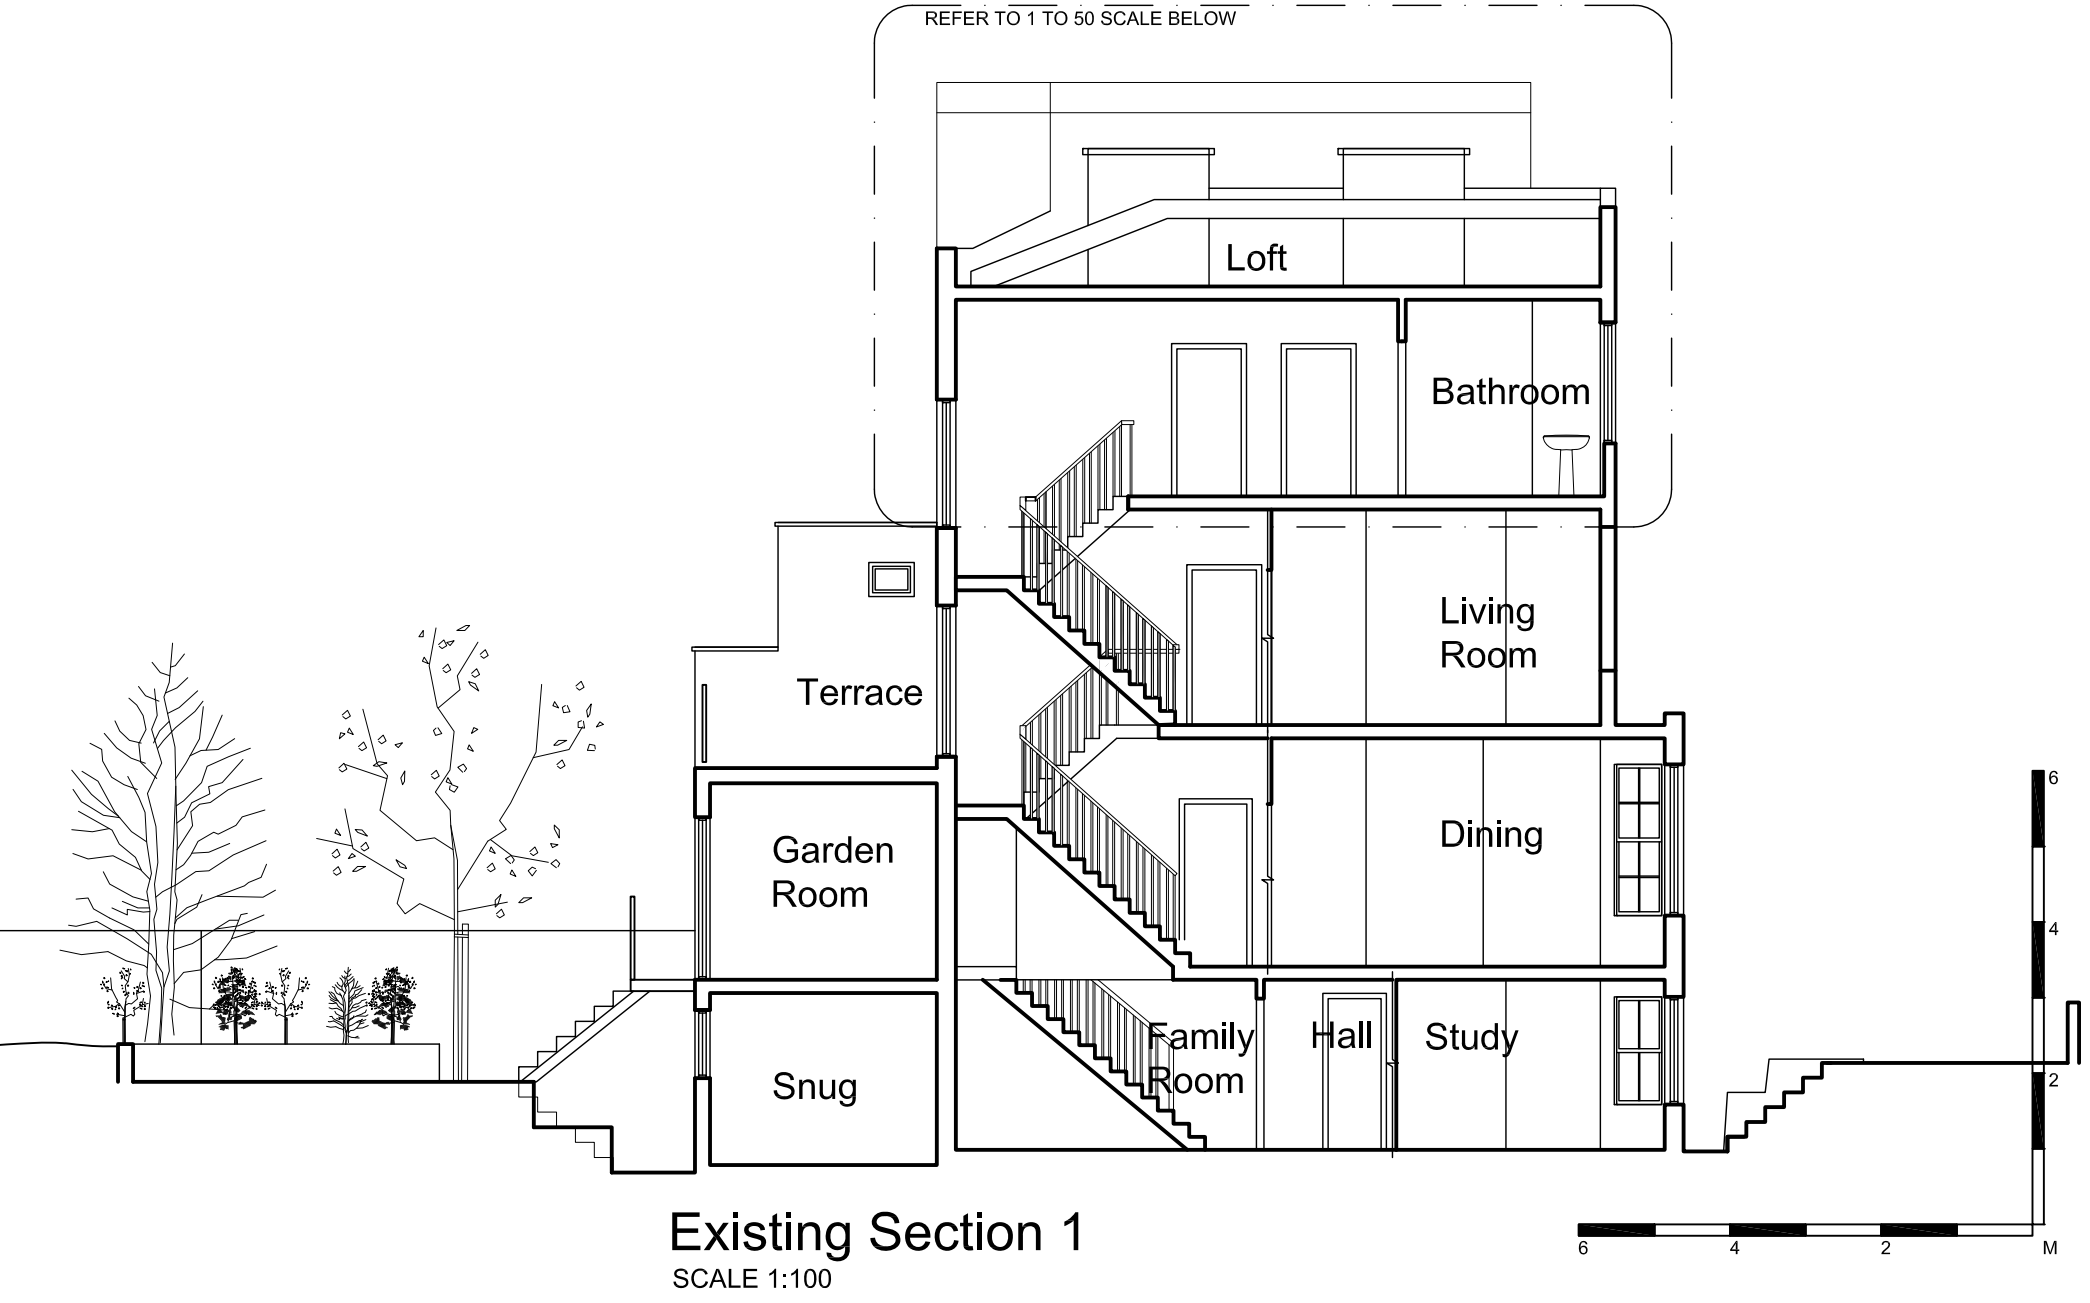 REFER TO 1 TO 50 SCALE BELOW
Loft
Bathroom
Living
Room
Terrace
Garden
Room
Dining
Snug
Family
Room
Hall
Study
6
4
2
6
4
2
M
Existing Section 1
SCALE 1:100